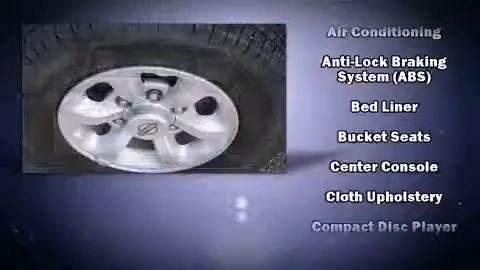 Air Conditioning
Anti-Lock Braking
System (ABS)
Bed Liner
Bucket Seats
Center Console
Cloth Upholstery
Compact Disc Player